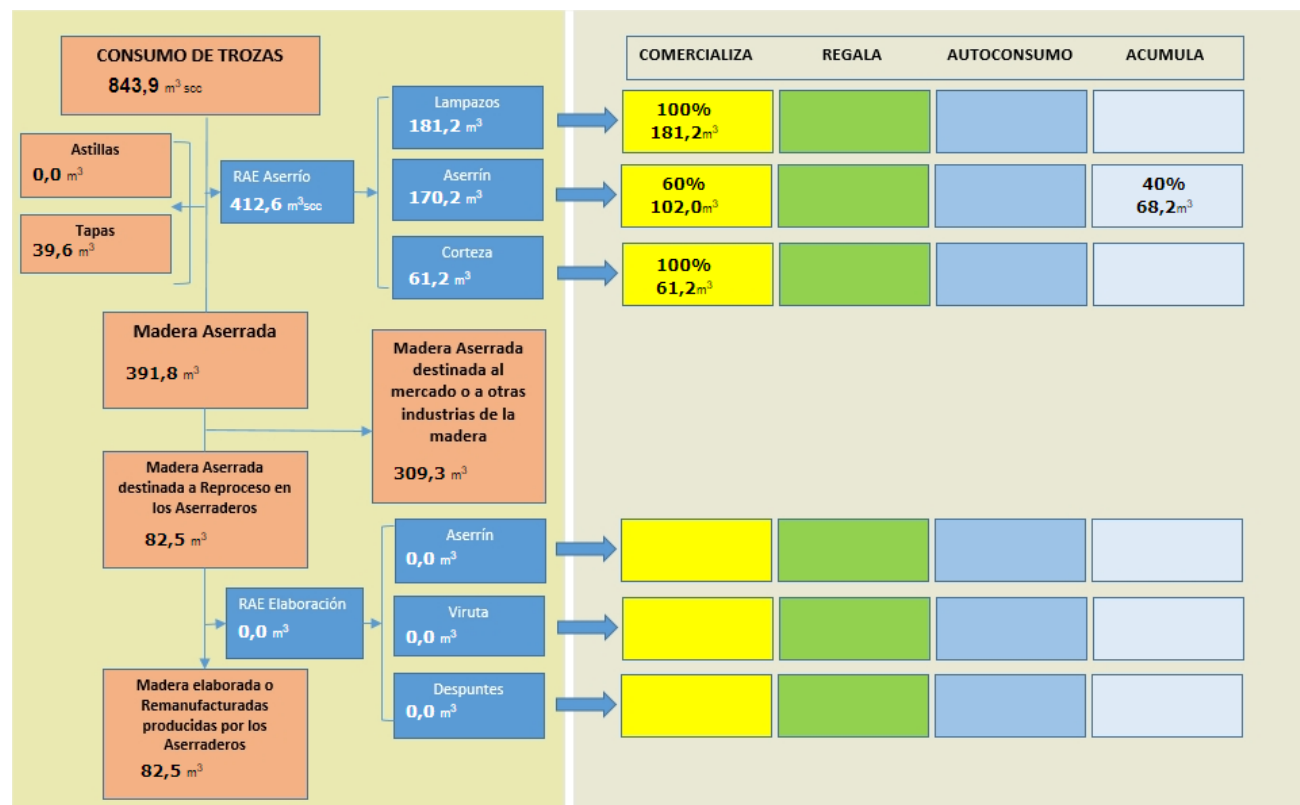 CONSUMO DE TROZAS
843,9 m³ scc
Astillas
0,0 m³
Tapas
39,6 m³
RAE Aserrío
412,6 m³scc
Lampazos
181,2 m³
Aserrín
170,2 m³
Corteza
61,2 m³
Madera Aserrada
391,8 m³
Madera Aserrada
destinada al
mercado o a otras
industrias de la
madera
309,3 m³
Madera Aserrada
destinada a Reproceso en
los Aserraderos
82,5 m³
RAE Elaboración
0,0 m³
Aserrín
0,0 m³
Viruta
0,0 m³
Despuntes
0,0 m³
Madera elaborada o
Remanufacturadas
producidas por los
Aserraderos
82,5 m³
COMERCIALIZA REGALA AUTOCONSUMO ACUMULA
100%
181,2m³
60%
102,0m³
40%
68,2m³
100%
61,2m³